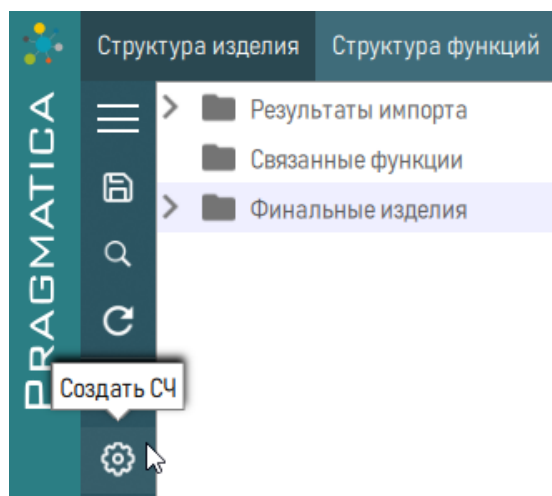 Структура изделия
Структура функций
PRAGMATICA
Результаты импорта
Связанные функции
Финальные изделия
Создать СЧ